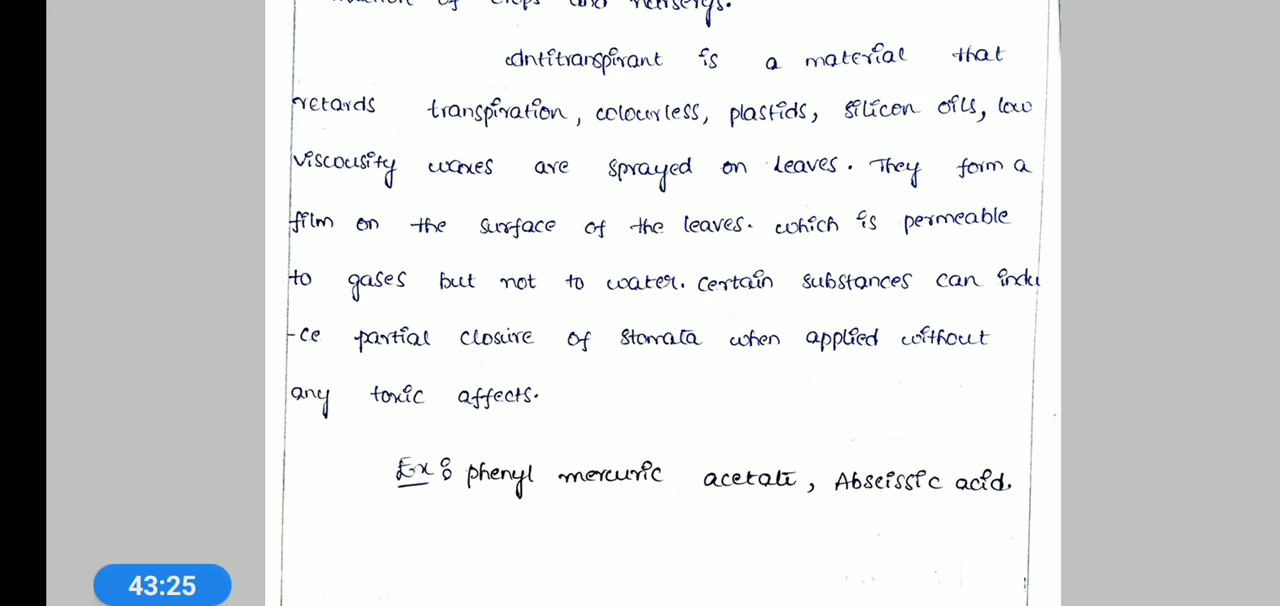 of crops and
Antitranspirant is a material that
retards transpiration, colourless, plastids, silicon oils, low
viscousity waxes are sprayed on leaves. They form a
film on the surface of the leaves. which is permeable
to gases but not to water. certain substances can indu
-ce partial closure of stomata when applied without
any toxic affects.
Ex: phenyl mercuric acetate, Abscissic acid.
43:25